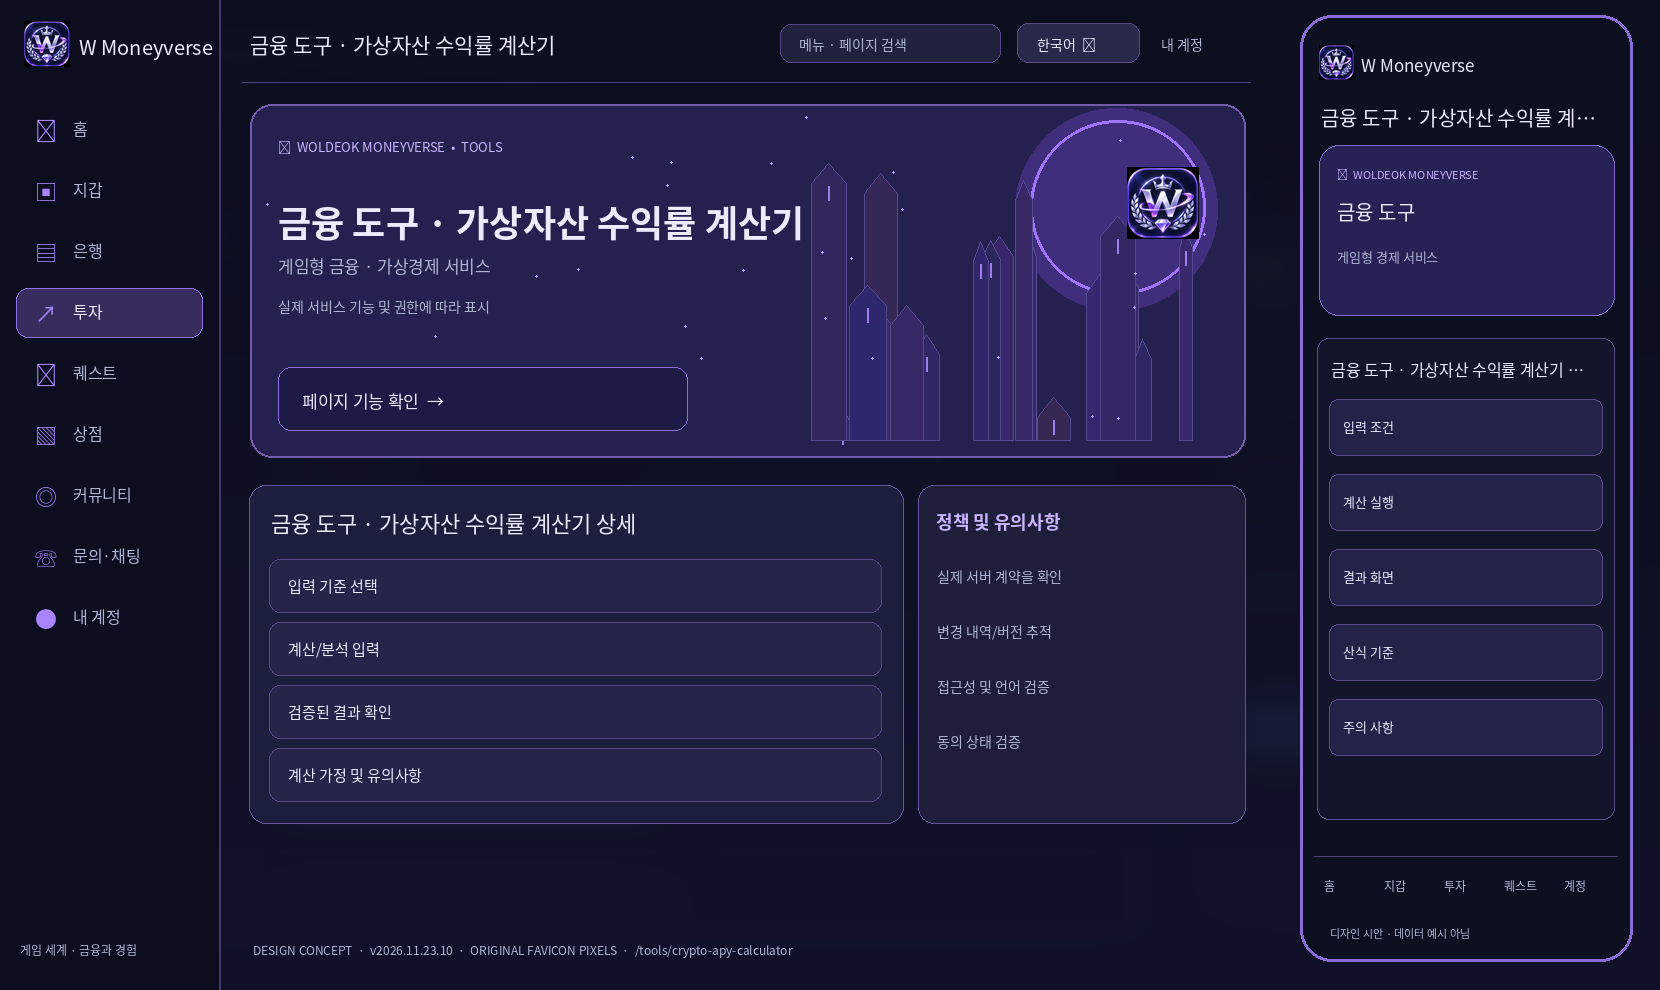 W Moneyverse
홈
지갑
은행
투자
퀘스트
상점
커뮤니티
문의·채팅
내 계정
게임 세계 · 금융과 경험
금융 도구 · 가상자산 수익률 계산기
메뉴 · 페이지 검색
한국어
내 계정
WOLDEOK MONEYVERSE • TOOLS
금융 도구 · 가상자산 수익률 계산기
게임형 금융 · 가상경제 서비스
실제 서비스 기능 및 권한에 따라 표시
페이지 기능 확인 →
금융 도구 · 가상자산 수익률 계산기 상세
입력 기준 선택
계산/분석 입력
검증된 결과 확인
계산 가정 및 유의사항
정책 및 유의사항
실제 서버 계약을 확인
변경 내역/버전 추적
접근성 및 언어 검증
동의 상태 검증
DESIGN CONCEPT · v2026.11.23.10 · ORIGINAL FAVICON PIXELS · /tools/crypto-apy-calculator
W Moneyverse
금융 도구 · 가상자산 수익률 계…
WOLDEOK MONEYVERSE
금융 도구
게임형 경제 서비스
금융 도구 · 가상자산 수익률 계산기 …
입력 조건
계산 실행
결과 화면
산식 기준
주의 사항
홈 지갑 투자 퀘스트 계정
디자인 시안 · 데이터 예시 아님